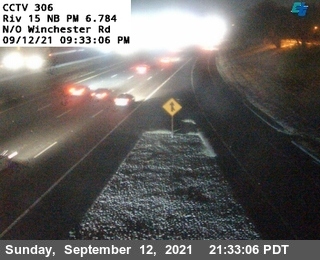 CCTV 306
Riv 15 NB PM 6.784
N/O Winchester Rd
09/12/21 09:33:06 PM
Sunday, September 12, 2021 21:33:06 PDT